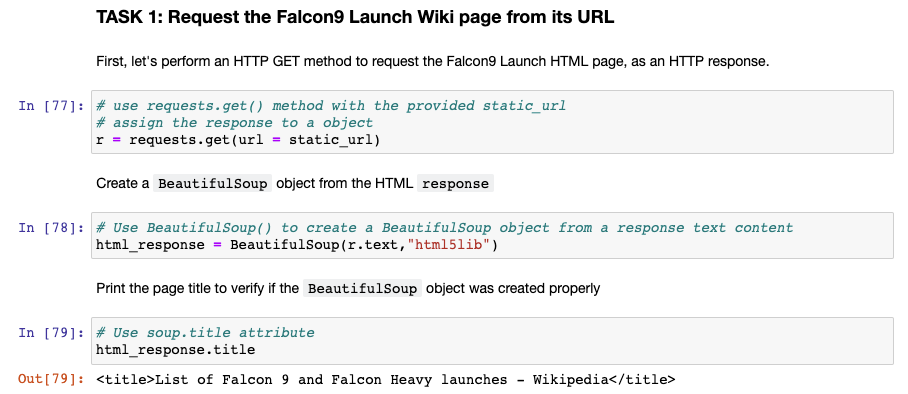 TASK 1: Request the Falcon9 Launch Wiki page from its URL
First, let's perform an HTTP GET method to request the Falcon9 Launch HTML page, as an HTTP response.
In [77]: # use requests.get() method with the provided static_url
# assign the response to a object
r = requests.get(url = static_url)
Create a BeautifulSoup object from the HTML response
In [78]: # Use BeautifulSoup() to create a BeautifulSoup object from a response text content
html_response = BeautifulSoup(r.text,"html5lib")
Print the page title to verify if the BeautifulSoup object was created properly
In [79]: # Use soup.title attribute
html_response.title
Out[79]: <title>List of Falcon 9 and Falcon Heavy launches - Wikipedia</title>